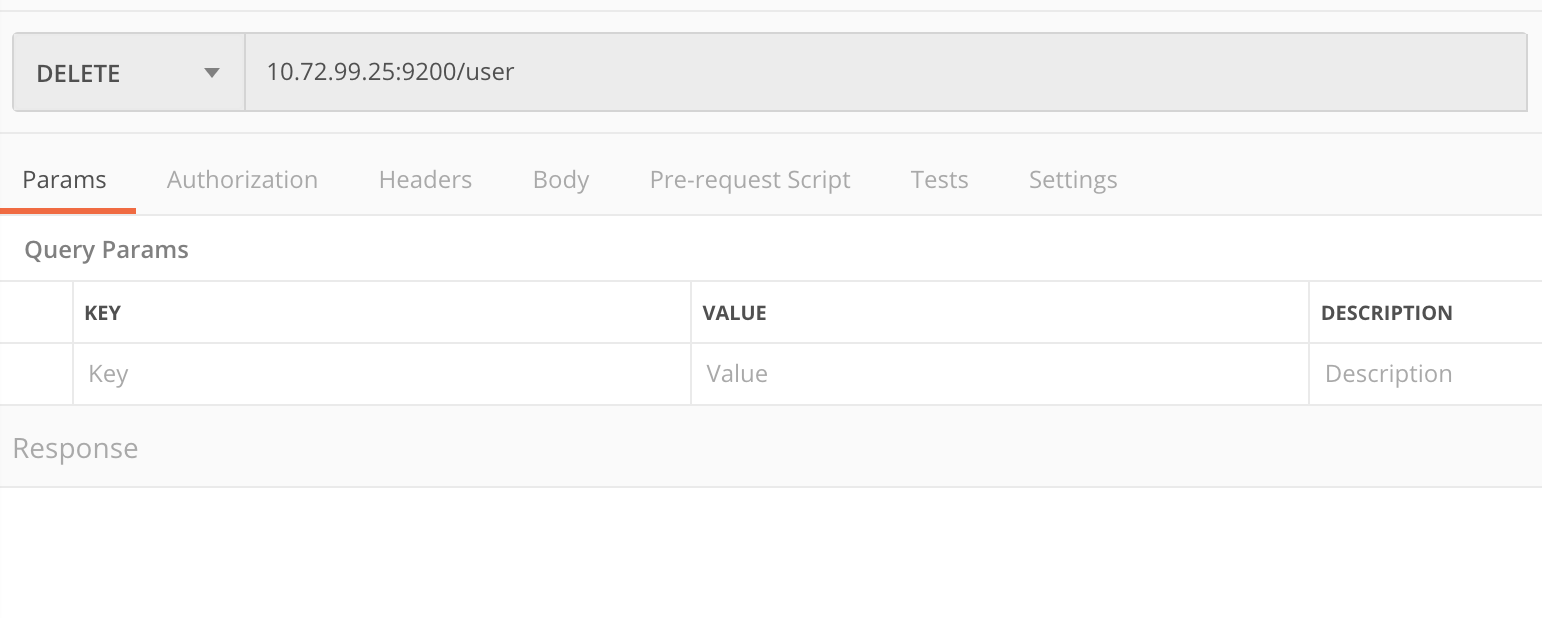 DELETE 10.72.99.25:9200/user
Params Authorization Headers Body Pre-request Script Tests Settings
Query Params
KEY VALUE DESCRIPTION
Key Value Description
Response